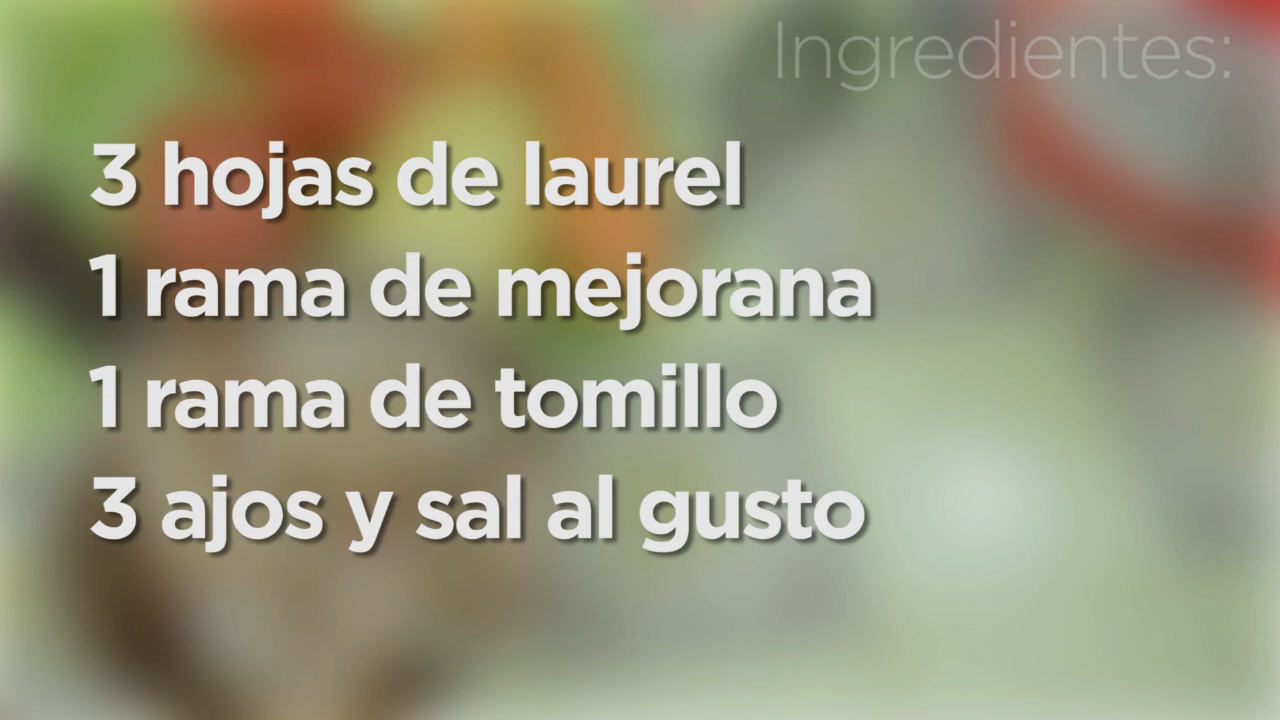 Ingredientes:
3 hojas de laurel
1 rama de mejorana
1 rama de tomillo
3 ajos y sal al gusto